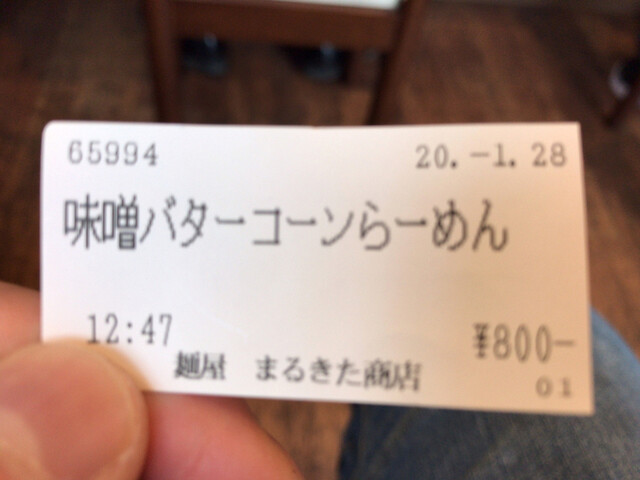 65994 20.-1.28
味噌バターコーンらーめん
12:47 ¥800-
麺屋 まるきた商店
01